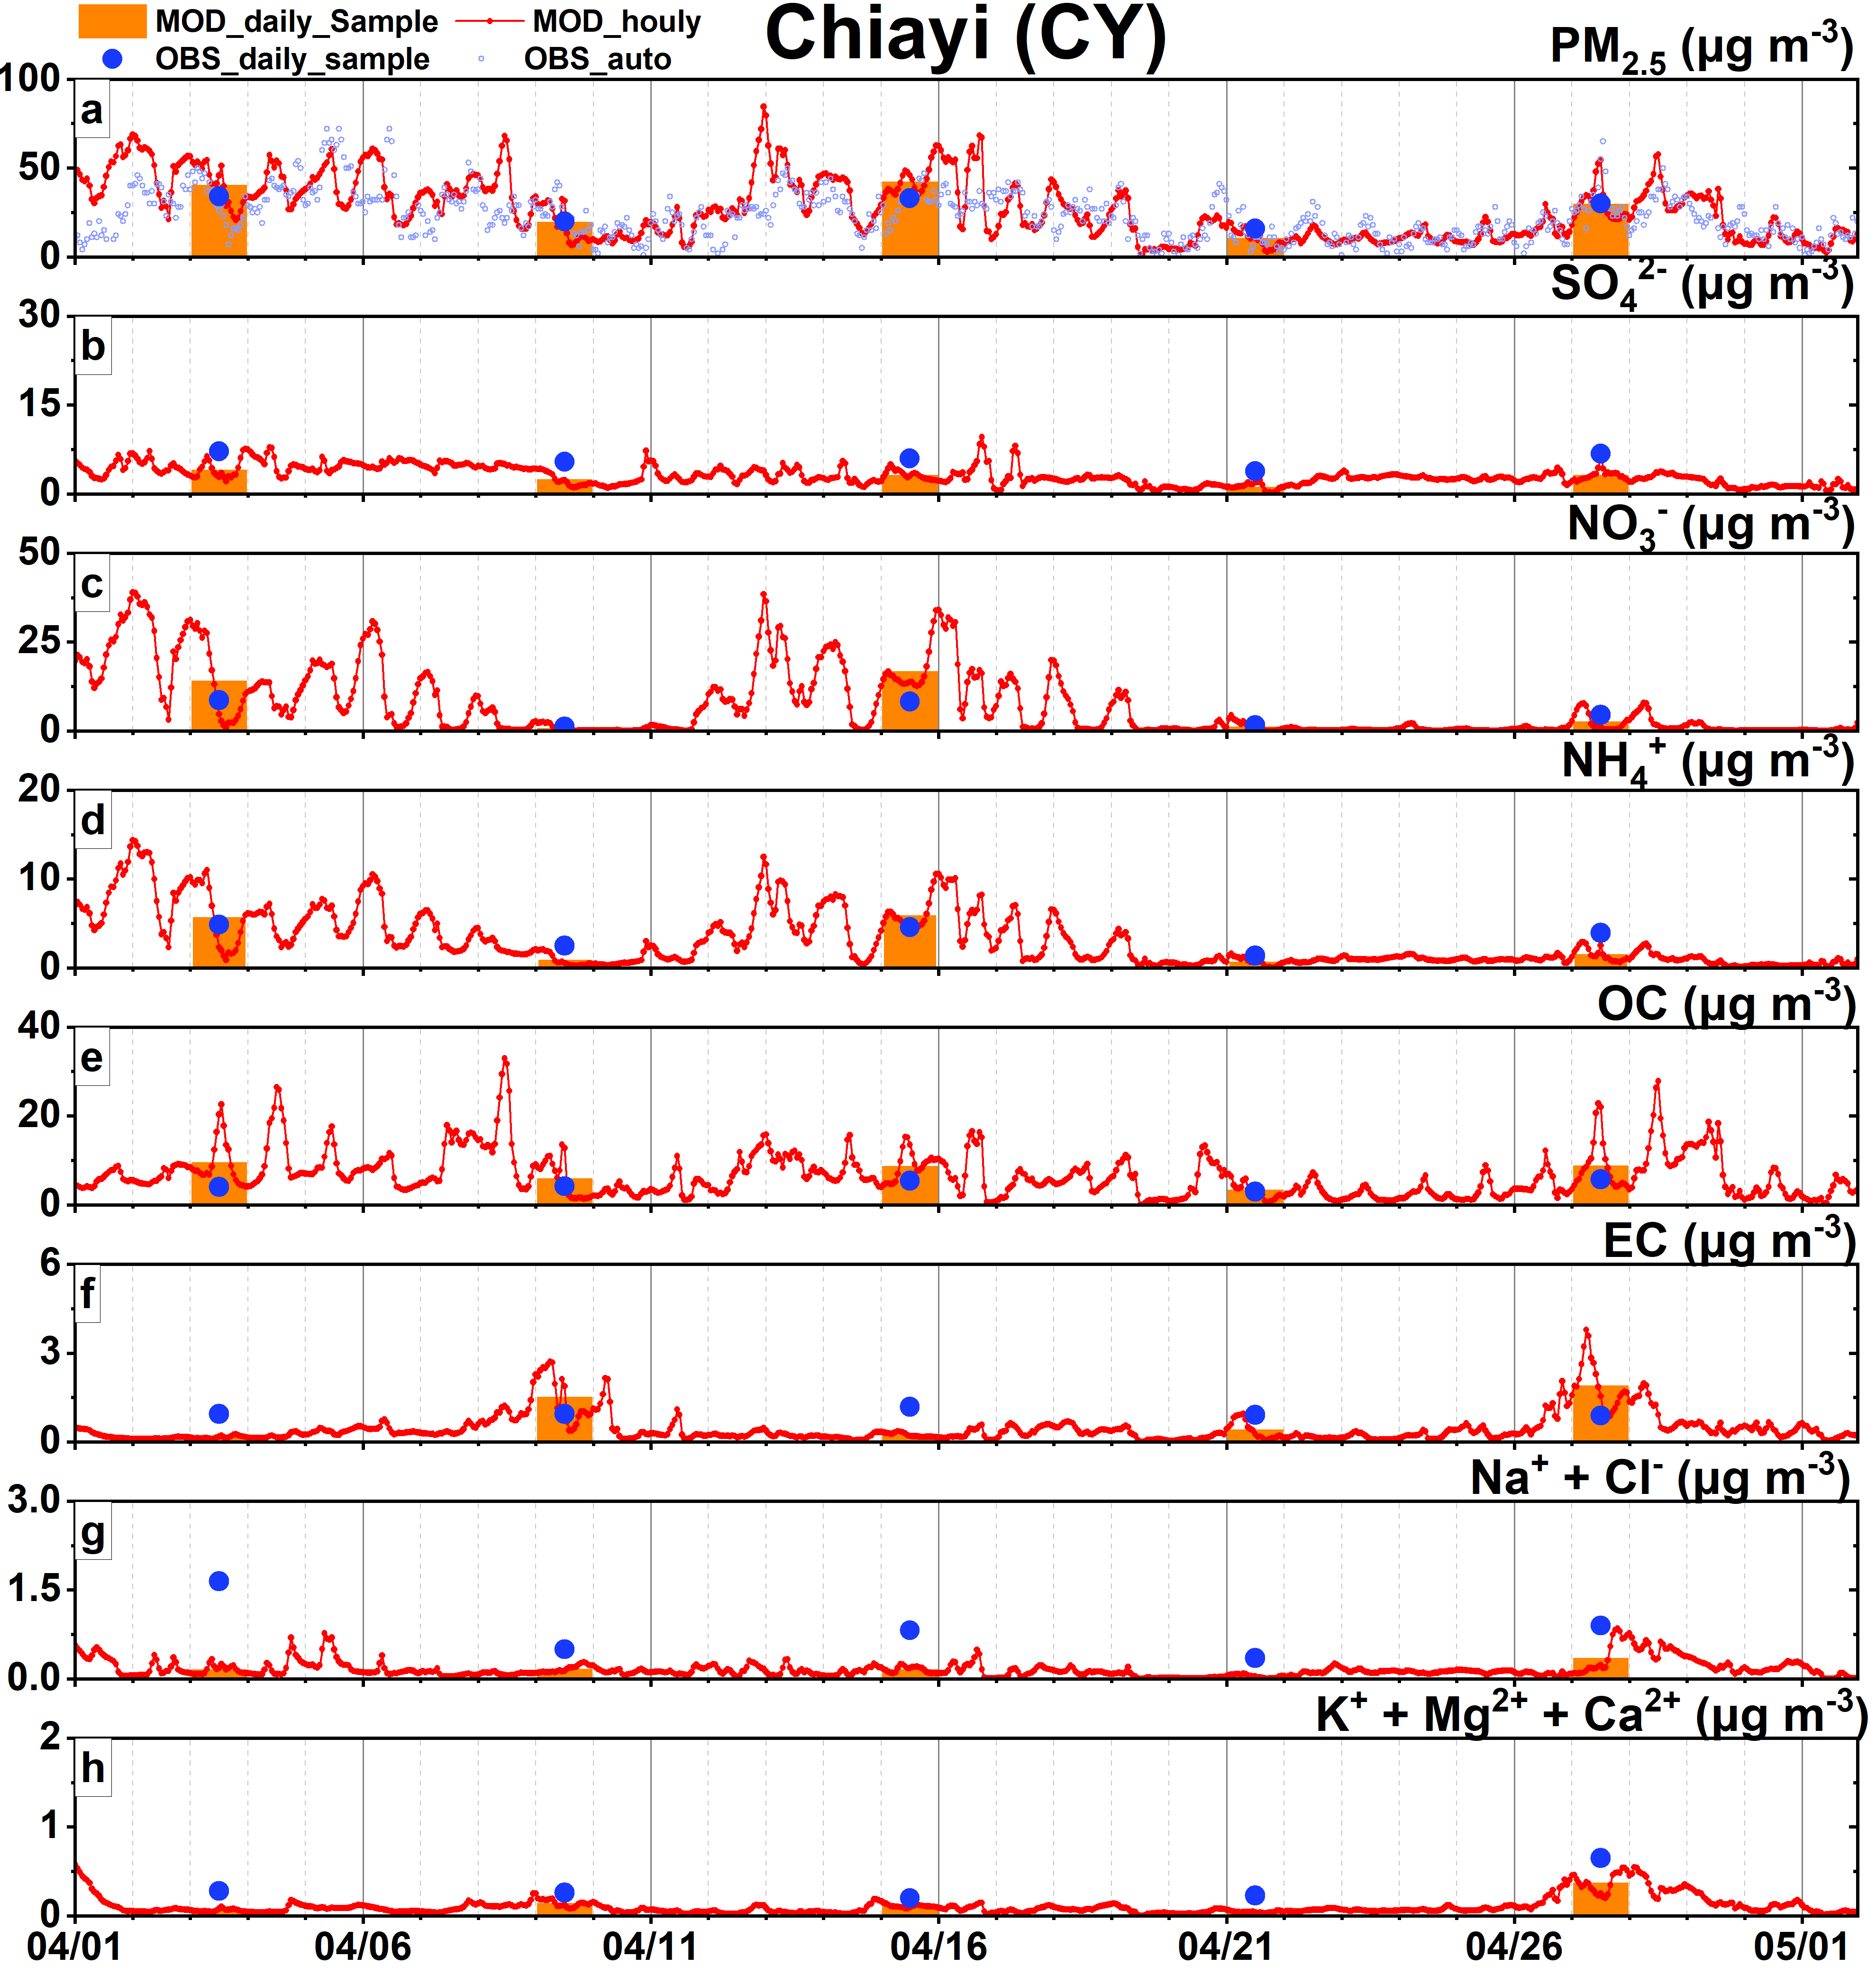 MOD_daily_Sample MOD_houly
OBS_daily_sample OBS_auto
Chiayi (CY)
PM2.5 (µg m-3)
100
a
50
0
SO42- (µg m-3)
30
b
15
0
NO3- (µg m-3)
50
c
25
0
NH4+ (µg m-3)
20
d
10
0
OC (µg m-3)
40
e
20
0
EC (µg m-3)
6
f
3
0
Na+ + Cl- (µg m-3)
3.0
g
1.5
0.0
K+ + Mg2+ + Ca2+ (µg m-3)
2
h
1
0
04/01 04/06 04/11 04/16 04/21 04/26 05/01